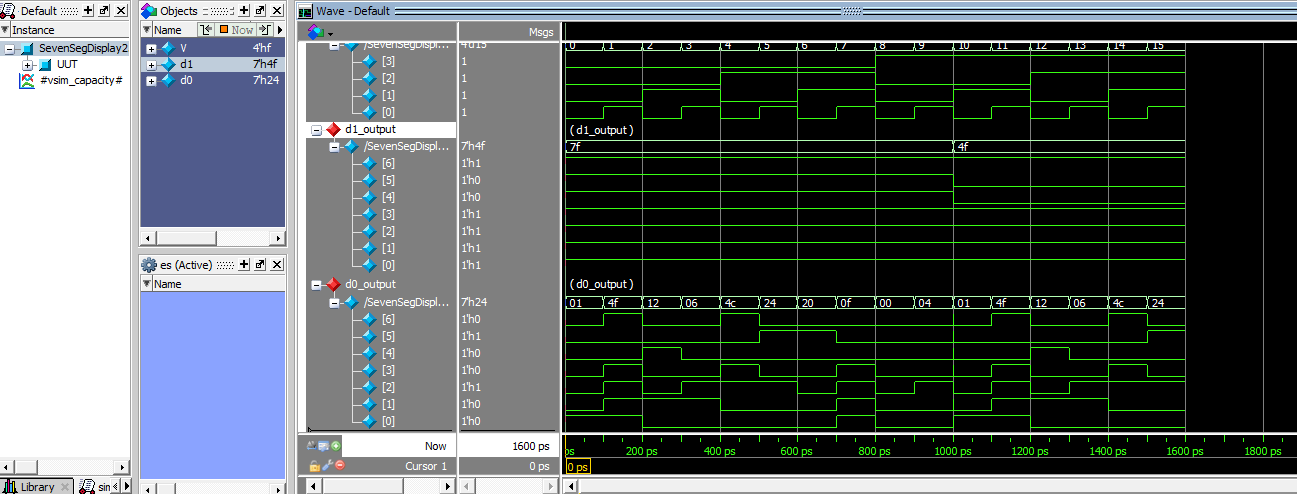 Default
Instance
SevenSegDisplay2
UUT
#vsim_capacity#
Library
sim
Objects
Name
Now
V 4'hf
d1 7'h4f
d0 7'h24
es (Active)
Name
Wave - Default
Msgs
/SevenSegDispl... 4'd15 0 1 2 3 4 5 6 7 8 9 10 11 12 13 14 15
[3] 1
[2] 1
[1] 1
[0] 1
d1_output (d1_output)
/SevenSegDispl... 7'h4f 7f 4f
[6] 1'h1
[5] 1'h0
[4] 1'h0
[3] 1'h1
[2] 1'h1
[1] 1'h1
[0] 1'h1
d0_output (d0_output)
/SevenSegDispl... 7'h24 01 4f 12 06 4c 24 20 0f 00 04 01 4f 12 06 4c 24
[6] 1'h0
[5] 1'h1
[4] 1'h0
[3] 1'h0
[2] 1'h1
[1] 1'h0
[0] 1'h0
Now 1600 ps ps 200 ps 400 ps 600 ps 800 ps 1000 ps 1200 ps 1400 ps 1600 ps 1800 ps
Cursor 1 0 ps 0 ps